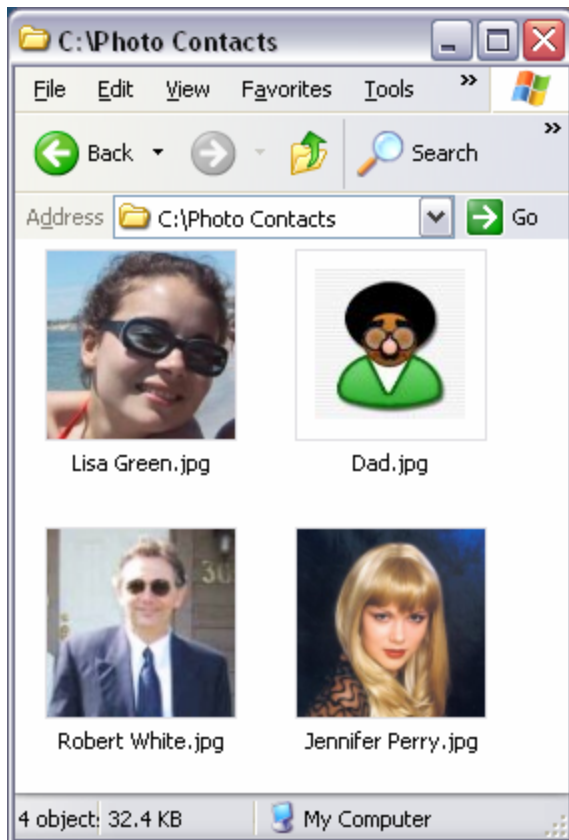 C:\Photo Contacts
File Edit View Favorites Tools »
Back Search »
Address C:\Photo Contacts Go
Lisa Green.jpg Dad.jpg
30
Robert White.jpg Jennifer Perry.jpg
4 object: 32.4 KB My Computer